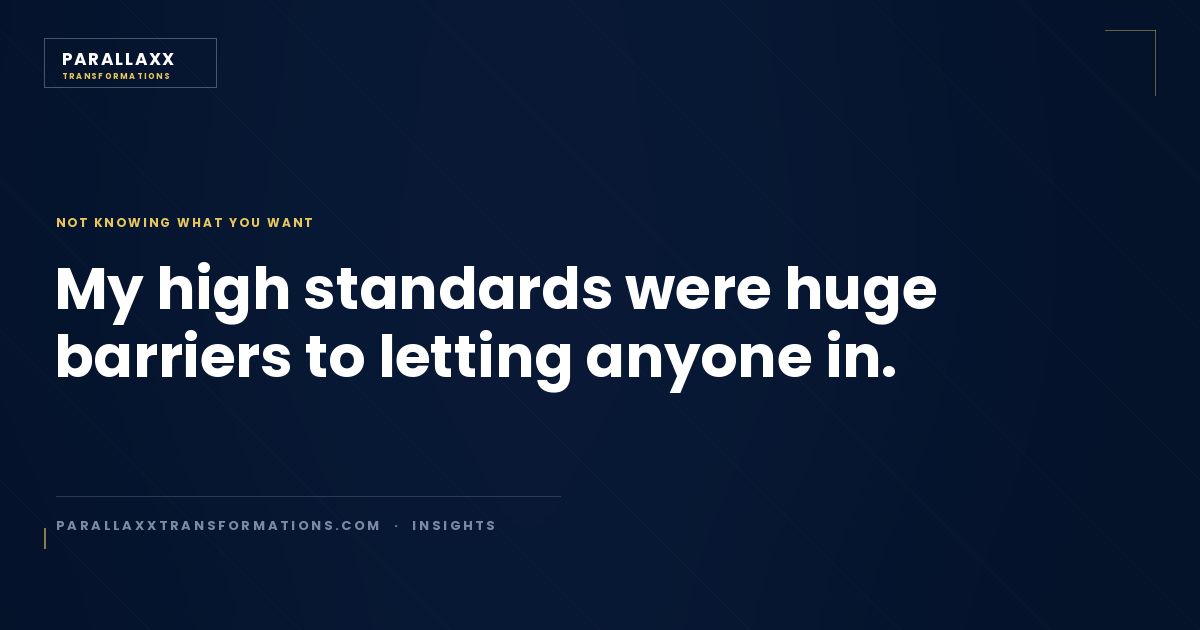 PARALLAXX
TRANSFORMATIONS
NOT KNOWING WHAT YOU WANT
My high standards were huge
barriers to letting anyone in.
PARALLAXXTRANSFORMATIONS.COM · INSIGHTS